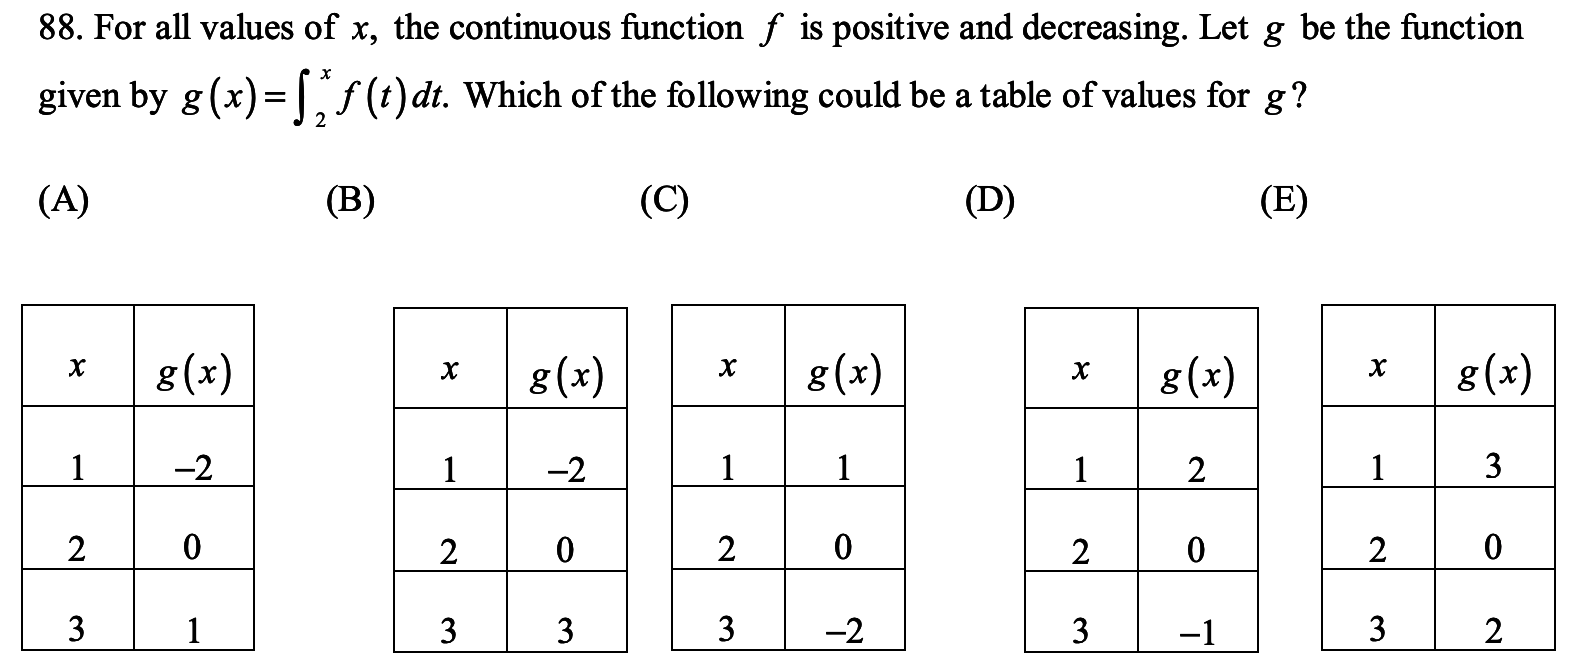 88. For all values of x, the continuous function f is positive and decreasing. Let g be the function
given by g(x)=∫₂ˣ f(t)dt. Which of the following could be a table of values for g?
(A) (B) (C) (D) (E)
x g(x) x g(x) x g(x) x g(x) x g(x)
1 –2 1 –2 1 1 1 2 1 3
2 0 2 0 2 0 2 0 2 0
3 1 3 3 3 –2 3 –1 3 2